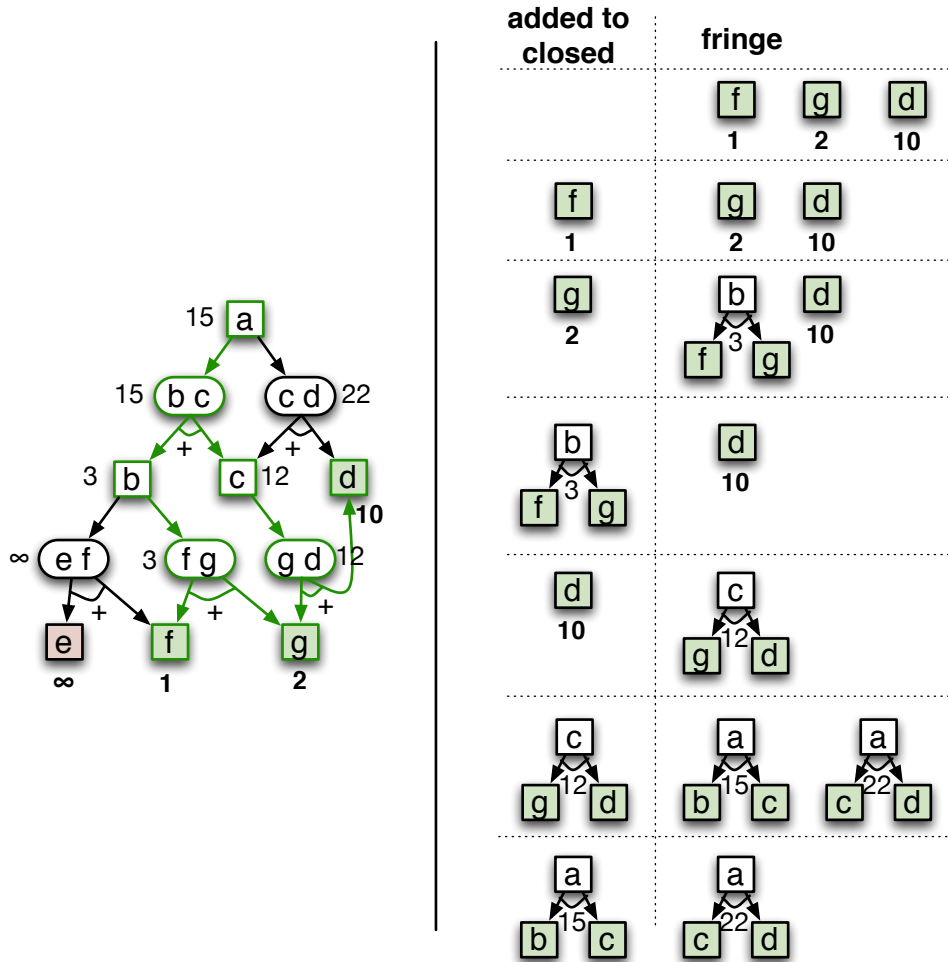 added to
closed
fringe
f g d
1 2 10
f g d
1 2 10
g b d
2 3 10
f g
b d
3 10
f g
d c
10 12
g d
c a a
12 15 22
g d b c c d
a a
15 22
b c c d
15 a
15 b c c d 22
+ +
3 b c 12 d
10
∞ e f 3 f g g d 12
+ + +
e f g
∞ 1 2